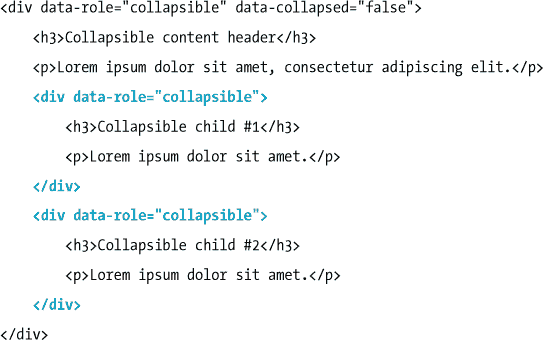 <div data-role="collapsible" data-collapsed="false">
<h3>Collapsible content header</h3>
<p>Lorem ipsum dolor sit amet, consectetur adipiscing elit.</p>
<div data-role="collapsible">
<h3>Collapsible child #1</h3>
<p>Lorem ipsum dolor sit amet.</p>
</div>
<div data-role="collapsible">
<h3>Collapsible child #2</h3>
<p>Lorem ipsum dolor sit amet.</p>
</div>
</div>